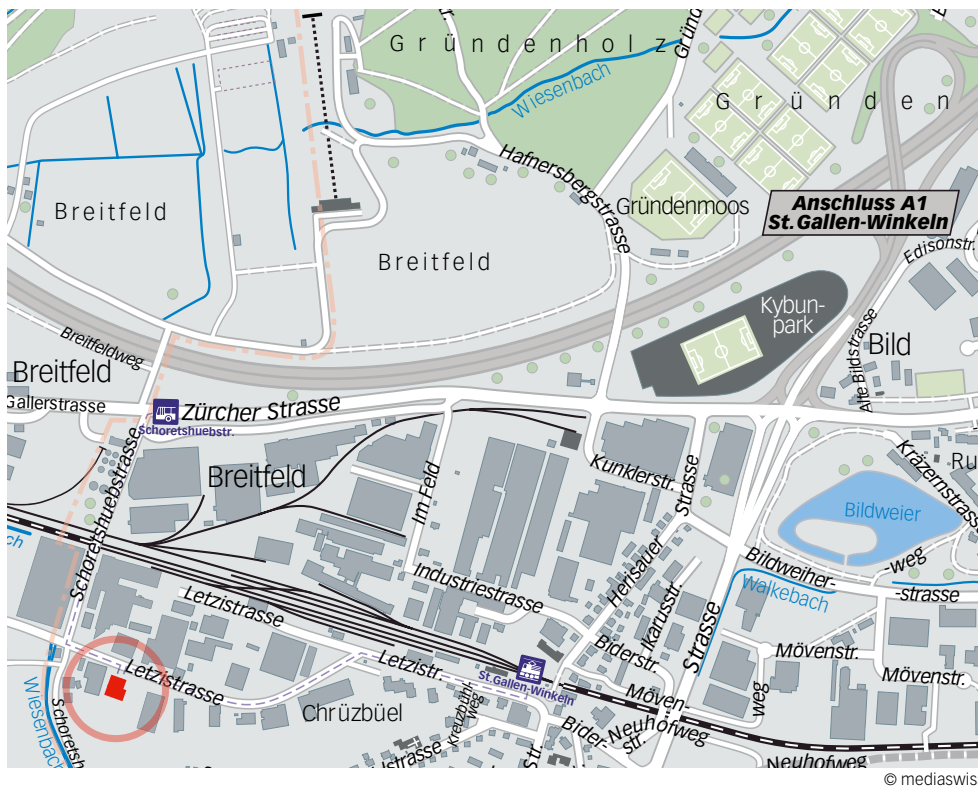 Gründenholz
Wiesenbach
Gründen
Hafnersbergstrasse
Gründenmoos
Anschluss A1
St.Gallen-Winkeln
Edisonstr.
Breitfeld
Breitfeld
Kybun-
park
Bild
Alte Bildstrasse
Breitfeldweg
Breitfeld
Gallerstrasse
Zürcher Strasse
Schoretshuebstr.
Schoretshuebstrasse
Breitfeld
Im Feld
Kunklerstr.
Herisauer
Strasse
Kräzernstrasse
Bildweier
Bildweiher-
-weg
-strasse
Walkebach
Industriestrasse
Letzistrasse
Biderstr.
Ikarusstr.
Strasse
Mövenstr.
Mövenstr.
Letzistrasse
Letzistr.
St.Gallen-Winkeln
Möven-
weg
Neuhofweg
Chrüzbüel
Kreuzbühl-
weg
Bider-
str.
Str.
Wiesenbach
Neuhofweg
© mediaswis